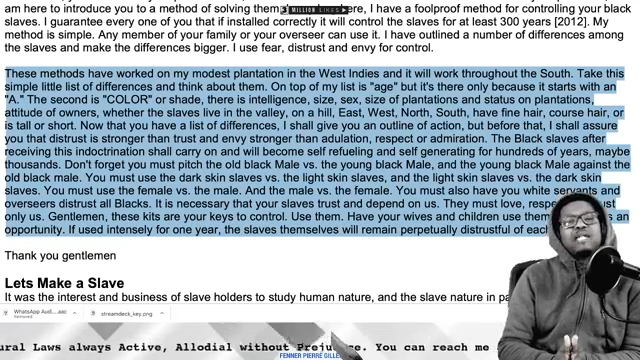 am here to introduce you to a method of solving them here, I have a foolproof method for controlling your black
MILLION LIKES
slaves. I guarantee every one of you that if installed correctly it will control the slaves for at least 300 years [2012]. My
method is simple. Any member of your family or your overseer can use it. I have outlined a number of differences among
the slaves and make the differences bigger. I use fear, distrust and envy for control.
These methods have worked on my modest plantation in the West Indies and it will work throughout the South. Take this
simple little list of differences and think about them. On top of my list is "age" but it's there only because it starts with an
"A." The second is "COLOR" or shade, there is intelligence, size, sex, size of plantations and status on plantations,
attitude of owners, whether the slaves live in the valley, on a hill, East, West, North, South, have fine hair, course hair, or
is tall or short. Now that you have a list of differences, I shall give you an outline of action, but before that, I shall assure
you that distrust is stronger than trust and envy stronger than adulation, respect or admiration. The Black slaves after
receiving this indoctrination shall carry on and will become self refueling and self generating for hundreds of years, maybe
thousands. Don't forget you must pitch the old black Male vs. the young black Male, and the young black Male against the
old black male. You must use the dark skin slaves vs. the light skin slaves, and the light skin slaves vs. the dark skin
slaves. You must use the female vs. the male. And the male vs. the female. You must also have you white servants and
overseers distrust all Blacks. It is necessary that your slaves trust and depend on us. They must love, respect
only us. Gentlemen, these kits are your keys to control. Use them. Have your wives and children use them an
opportunity. If used intensely for one year, the slaves themselves will remain perpetually distrustful of each
Thank you gentlemen
Lets Make a Slave
It was the interest and business of slave holders to study human nature, and the slave nature in
WhatsApp Aud....aac
Removed
streamdeck_key.png
ural Laws always Active, Allodial without Prejudice. You can reach me
FENNER PIERRE